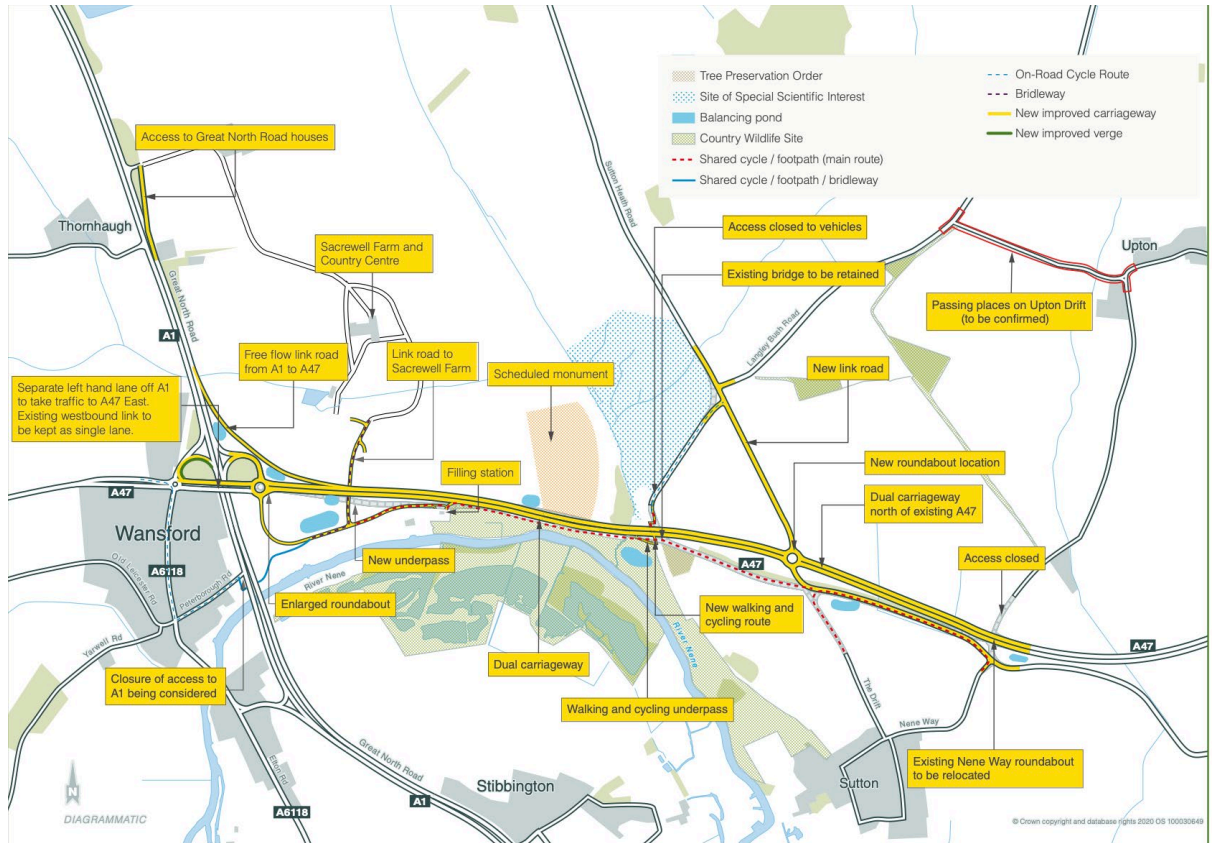 Tree Preservation Order
Site of Special Scientific Interest
Balancing pond
Country Wildlife Site
Shared cycle / footpath (main route)
Shared cycle / footpath / bridleway
On-Road Cycle Route
Bridleway
New improved carriageway
New improved verge
Access to Great North Road houses
Thornhaugh
Great North Road
A1
Sacrewell Farm and
Country Centre
Free flow link road
from A1 to A47
Link road to
Sacrewell Farm
Separate left hand lane off A1
to take traffic to A47 East.
Existing westbound link to
be kept as single lane.
Scheduled monument
Sutton Heath Road
Access closed to vehicles
Existing bridge to be retained
Langley Bush Road
Upton
Passing places on Upton Drift
(to be confirmed)
New link road
New roundabout location
Dual carriageway
north of existing A47
Access closed
Filling station
A47
Wansford
Old Leicester Rd
A6118
Peterborough Rd
Yarwell Rd
New underpass
Enlarged roundabout
River Nene
A47
River Nene
New walking and
cycling route
Dual carriageway
Walking and cycling underpass
Closure of access to
A1 being considered
A47
The Drift
Nene Way
Existing Nene Way roundabout
to be relocated
Sutton
Great North Road
Stibbington
A1
Elton Rd
A6118
N
DIAGRAMMATIC
© Crown copyright and database rights 2020 OS 100030649